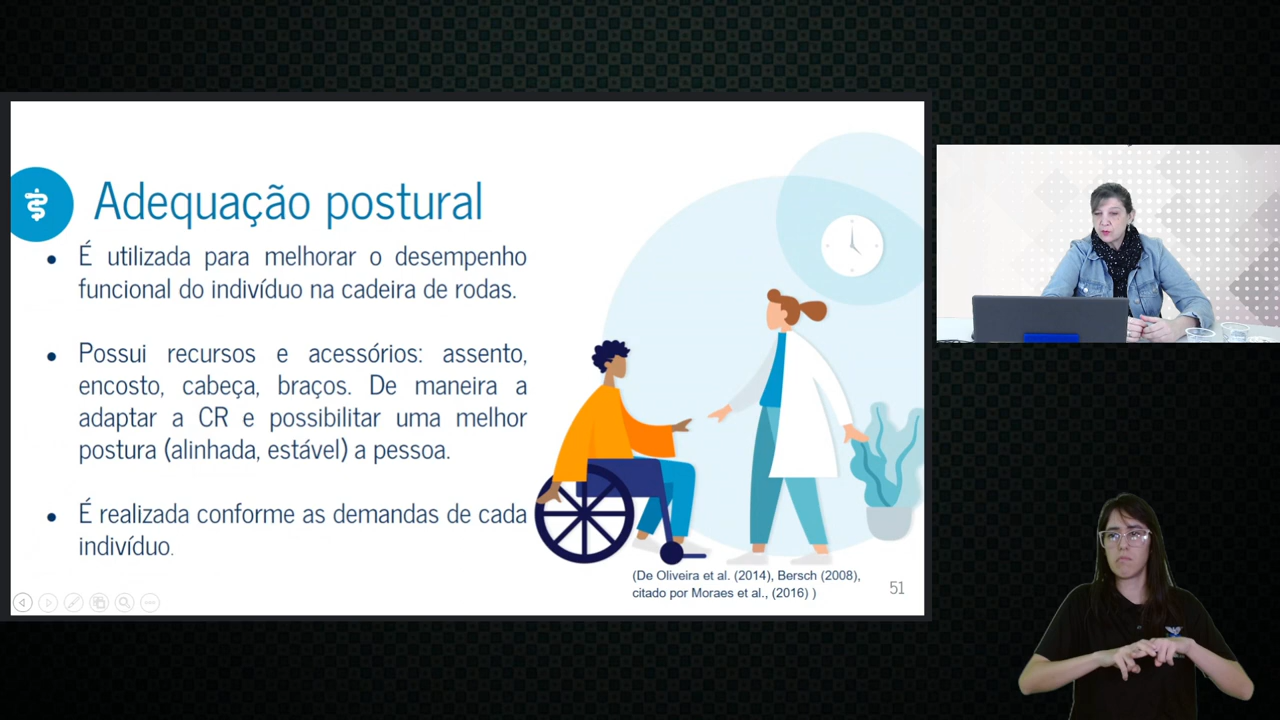 Adequação postural
• É utilizada para melhorar o desempenho
funcional do indivíduo na cadeira de rodas.
• Possui recursos e acessórios: assento,
encosto, cabeça, braços. De maneira a
adaptar a CR e possibilitar uma melhor
postura (alinhada, estável) a pessoa.
• É realizada conforme as demandas de cada
indivíduo.
(De Oliveira et al. (2014), Bersch (2008),
citado por Moraes et al., (2016) )
51